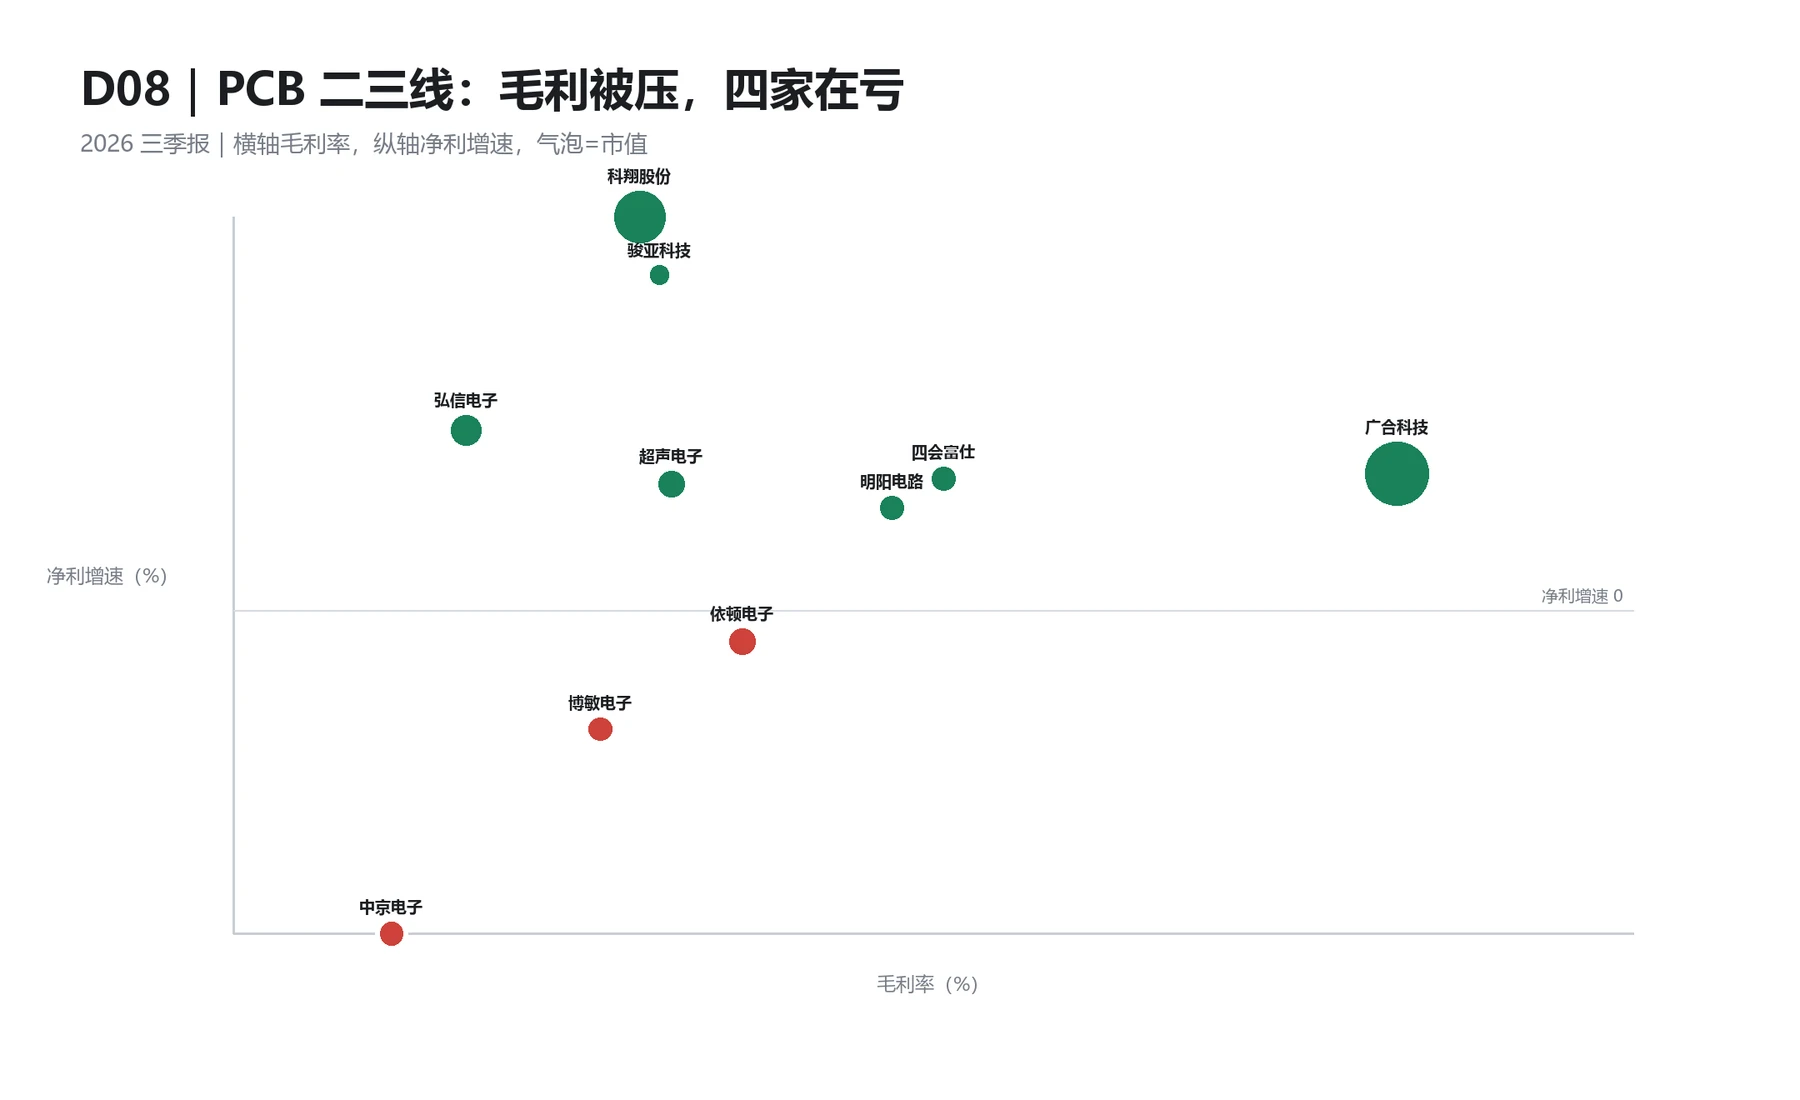 D08｜PCB 二三线：毛利被压，四家在亏
2026 三季报｜横轴毛利率，纵轴净利增速，气泡=市值
科翔股份
骏亚科技
弘信电子
广合科技
四会富仕
超声电子
明阳电路
净利增速（%）
净利增速 0
依顿电子
博敏电子
中京电子
毛利率（%）